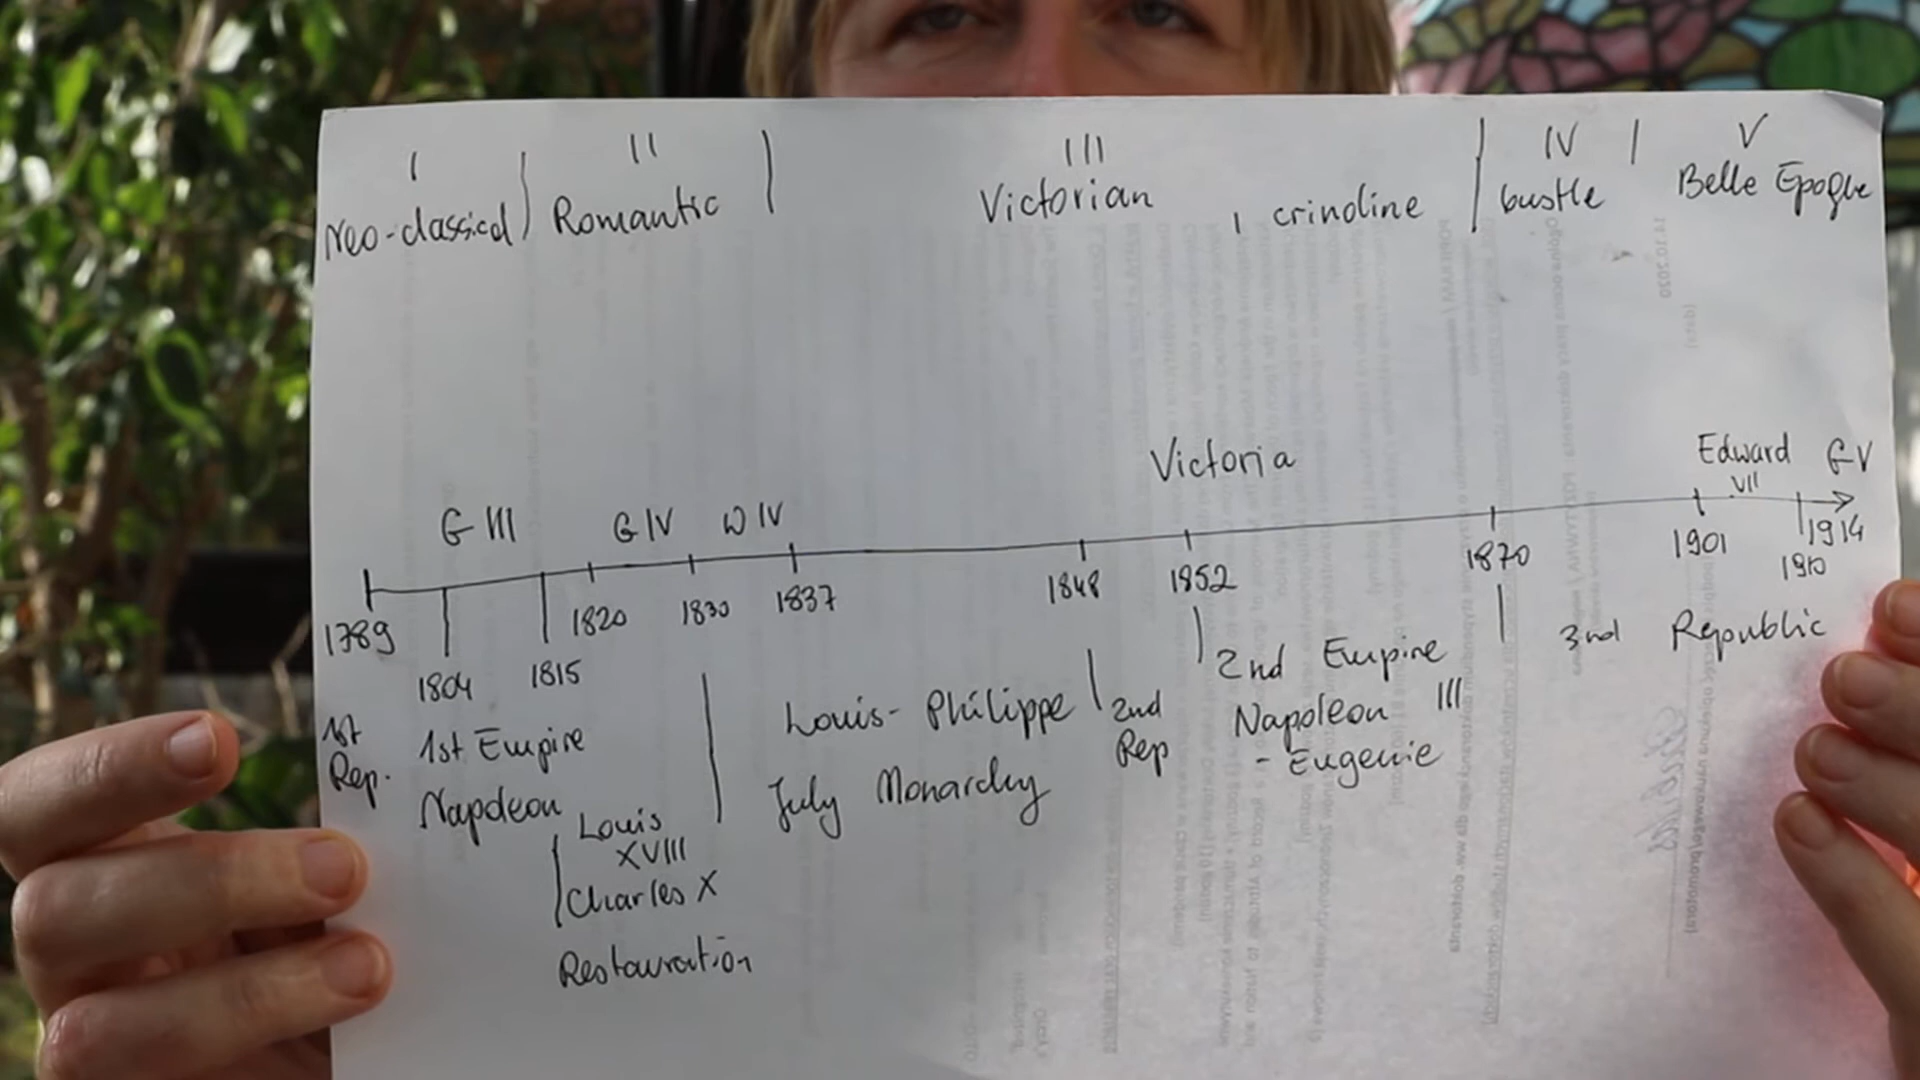 I II III IV V
Neo-classical Romantic Victorian crinoline bustle Belle Epoque
Victoria Edward VII G V
G III G IV W IV
1789 1804 1815 1820 1830 1837 1848 1852 1870 1901 1910 1914
1st Rep.
1st Empire
Napoleon
Louis XVIII
Charles X
Restauration
Louis-Philippe
July Monarchy
2nd Rep
2nd Empire
Napoleon III
- Eugenie
3nd Republic